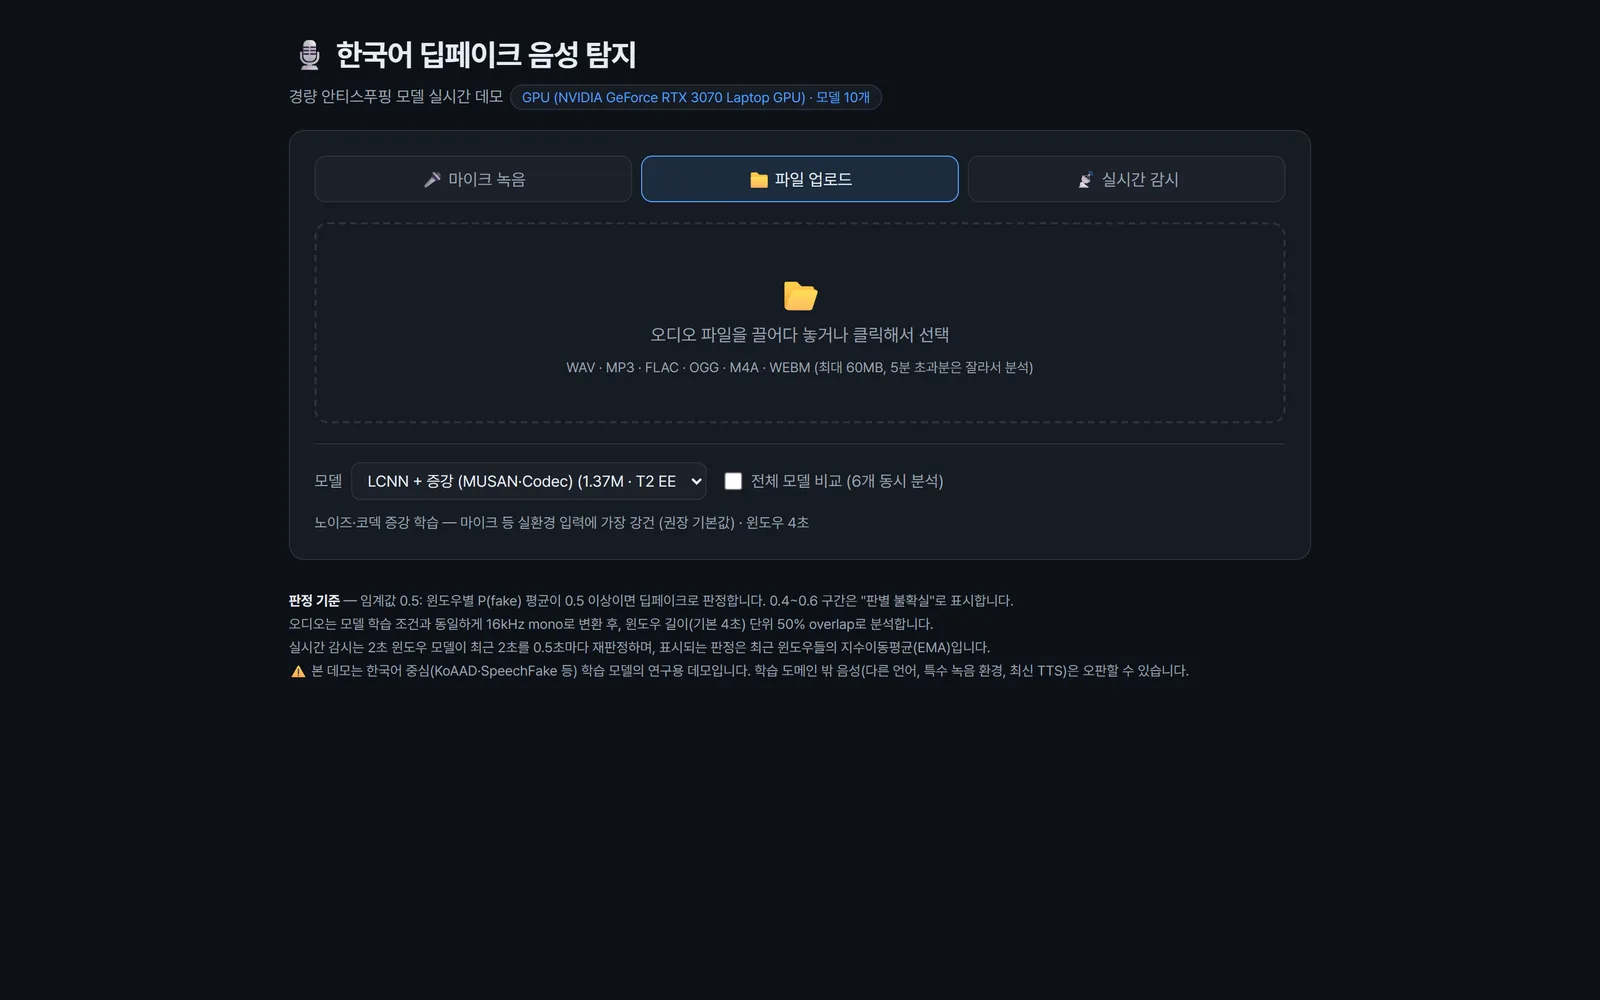 한국어 딥페이크 음성 탐지
경량 안티스푸핑 모델 실시간 데모 GPU (NVIDIA GeForce RTX 3070 Laptop GPU) · 모델 10개
마이크 녹음
파일 업로드
실시간 감시
오디오 파일을 끌어다 놓거나 클릭해서 선택
WAV · MP3 · FLAC · OGG · M4A · WEBM (최대 60MB, 5분 초과분은 잘라서 분석)
모델 LCNN + 증강 (MUSAN·Codec) (1.37M · T2 EE 전체 모델 비교 (6개 동시 분석)
노이즈·코덱 증강 학습 — 마이크 등 실환경 입력에 가장 강건 (권장 기본값) · 윈도우 4초
판정 기준 — 임계값 0.5: 윈도우별 P(fake) 평균이 0.5 이상이면 딥페이크로 판정합니다. 0.4~0.6 구간은 "판별 불확실"로 표시합니다.
오디오는 모델 학습 조건과 동일하게 16kHz mono로 변환 후, 윈도우 길이(기본 4초) 단위 50% overlap로 분석합니다.
실시간 감시는 2초 윈도우 모델이 최근 2초를 0.5초마다 재판정하며, 표시되는 판정은 최근 윈도우들의 지수이동평균(EMA)입니다.
⚠️ 본 데모는 한국어 중심(KoAAD·SpeechFake 등) 학습 모델의 연구용 데모입니다. 학습 도메인 밖 음성(다른 언어, 특수 녹음 환경, 최신 TTS)은 오판할 수 있습니다.